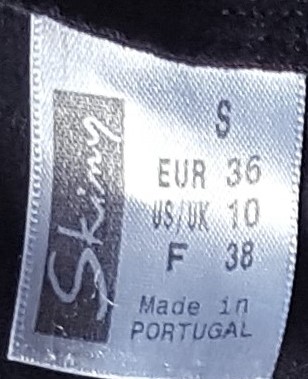 Skiny
S
EUR 36
US/UK 10
F 38
Made in
PORTUGAL